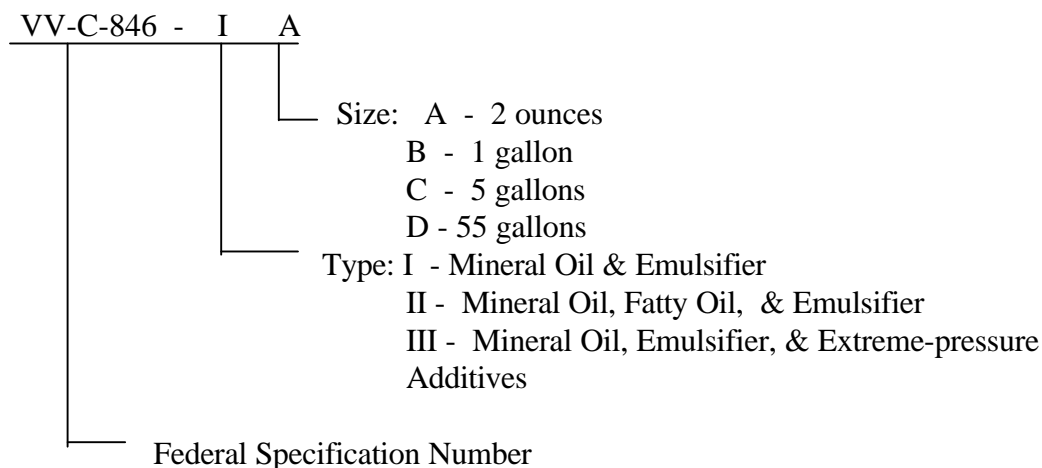 VV-C-846 - I A
Size: A - 2 ounces
B - 1 gallon
C - 5 gallons
D - 55 gallons
Type: I - Mineral Oil & Emulsifier
II - Mineral Oil, Fatty Oil, & Emulsifier
III - Mineral Oil, Emulsifier, & Extreme-pressure
Additives
Federal Specification Number